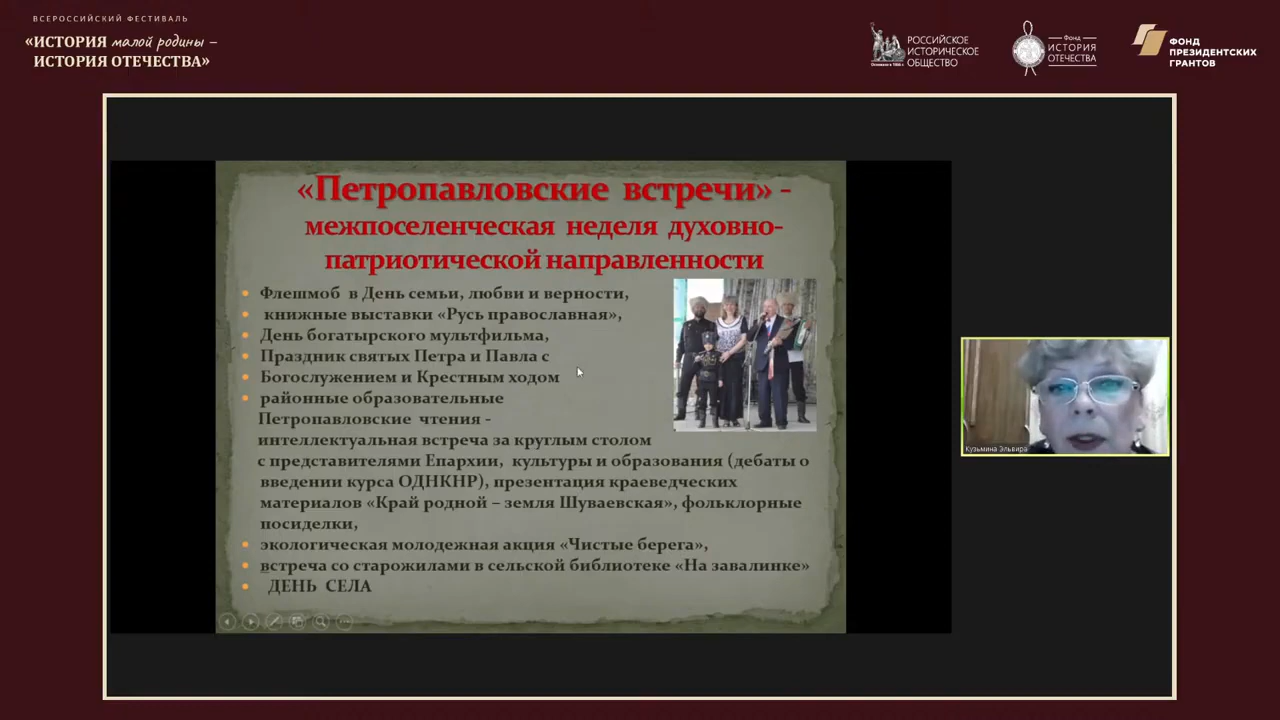 ВСЕРОССИЙСКИЙ ФЕСТИВАЛЬ
«ИСТОРИЯ малой родины –
ИСТОРИЯ ОТЕЧЕСТВА»
РОССИЙСКОЕ
ИСТОРИЧЕСКОЕ
ОБЩЕСТВО
Основано в 1866 г.
Фонд
ИСТОРИЯ
ОТЕЧЕСТВА
ФОНД
ПРЕЗИДЕНТСКИХ
ГРАНТОВ
«Петропавловские встречи» -
межпоселенческая неделя духовно-
патриотической направленности
Флешмоб в День семьи, любви и верности,
книжные выставки «Русь православная»,
День богатырского мультфильма,
Праздник святых Петра и Павла с
Богослужением и Крестным ходом
районные образовательные
Петропавловские чтения -
интеллектуальная встреча за круглым столом
с представителями Епархии, культуры и образования (дебаты о
введении курса ОДНКНР), презентация краеведческих
материалов «Край родной – земля Шуваевская», фольклорные
посиделки,
экологическая молодежная акция «Чистые берега»,
встреча со старожилами в сельской библиотеке «На завалинке»
ДЕНЬ СЕЛА
Кузьмина Эльвира